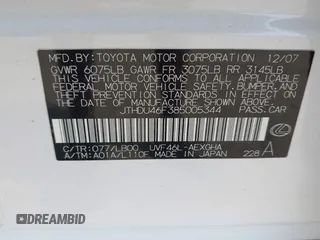 MFD. BY: TOYOTA MOTOR CORPORATION 12/07
GVWR 6075LB GAWR FR 3075LB RR 3145LB
THIS VEHICLE CONFORMS TO ALL APPLICABLE
FEDERAL MOTOR VEHICLE SAFETY, BUMPER, AND
THEFT PREVENTION STANDARDS IN EFFECT ON
THE DATE OF MANUFACTURE SHOWN ABOVE.
JTHDU46F385005344 PASS.CAR
C/TR: 077/LB00 UVF46L-AEXGHA
A/TM: A01A/L110F MADE IN JAPAN 228 A
DREAMBID
DREAMBID.COM